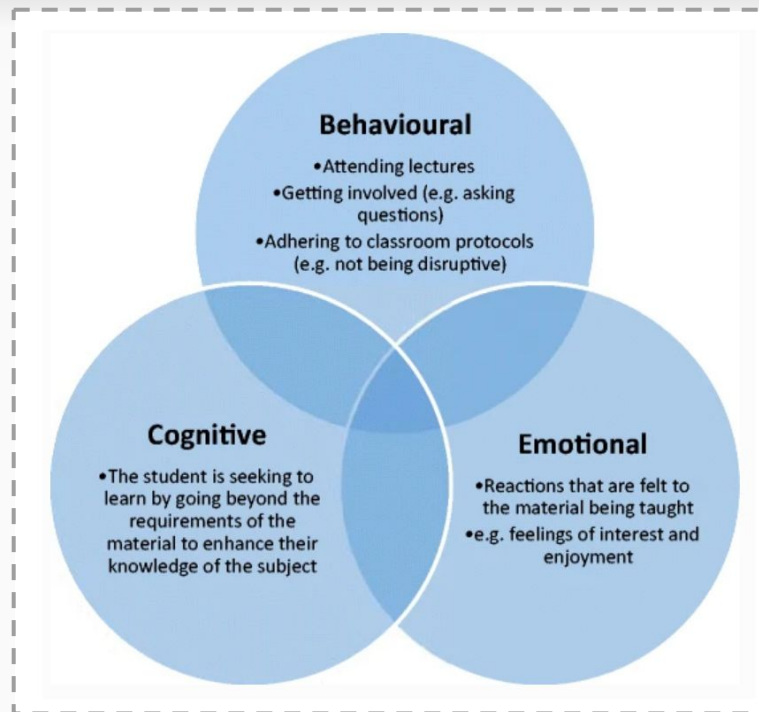 Behavioural
•Attending lectures
•Getting involved (e.g. asking
questions)
•Adhering to classroom protocols
(e.g. not being disruptive)
Cognitive
•The student is seeking to
learn by going beyond the
requirements of the
material to enhance their
knowledge of the subject
Emotional
•Reactions that are felt to
the material being taught
•e.g. feelings of interest and
enjoyment